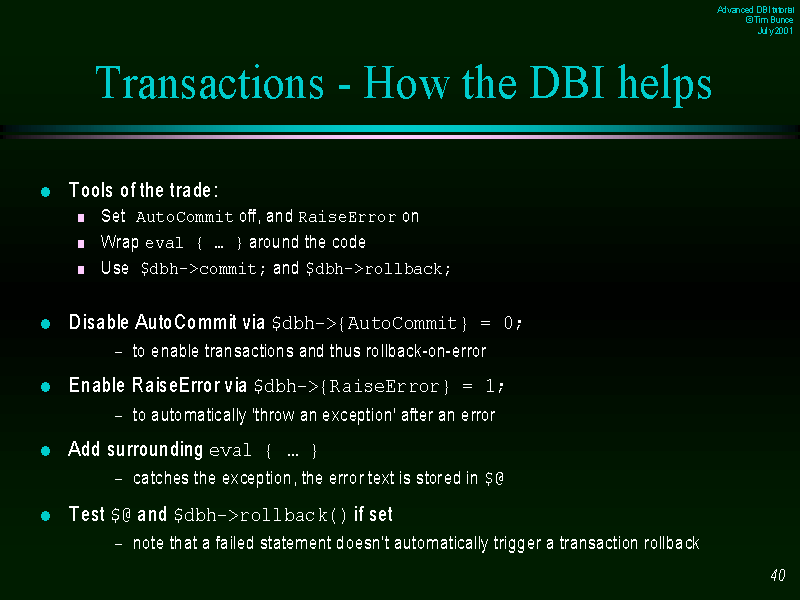 Advanced DBI tutorial
© Tim Bunce
July 2001
Transactions - How the DBI helps
Tools of the trade:
Set AutoCommit off, and RaiseError on
Wrap eval { … } around the code
Use $dbh->commit; and $dbh->rollback;
Disable AutoCommit via $dbh->{AutoCommit} = 0;
– to enable transactions and thus rollback-on-error
Enable RaiseError via $dbh->{RaiseError} = 1;
– to automatically 'throw an exception' after an error
Add surrounding eval { … }
– catches the exception, the error text is stored in $@
Test $@ and $dbh->rollback() if set
– note that a failed statement doesn't automatically trigger a transaction rollback
40